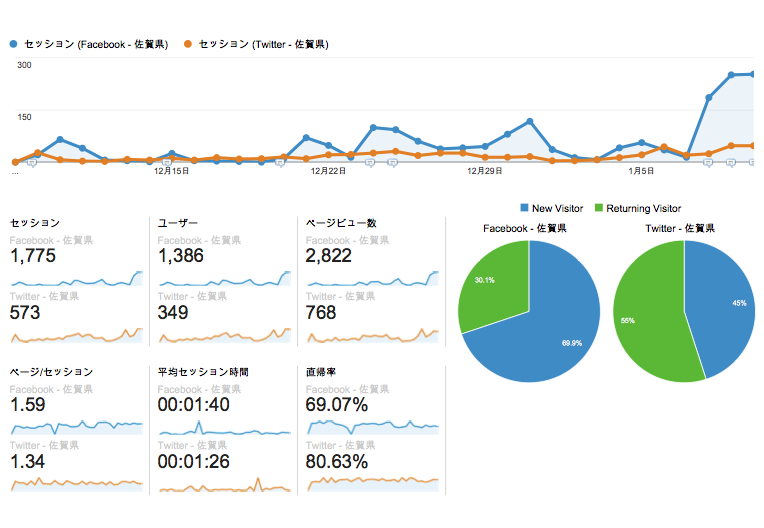 セッション (Facebook - 佐賀県) セッション (Twitter - 佐賀県)
300
150
... 12月15日 12月22日 12月29日 1月5日
New Visitor Returning Visitor
セッション
Facebook - 佐賀県
1,775
Twitter - 佐賀県
573
ユーザー
Facebook - 佐賀県
1,386
Twitter - 佐賀県
349
ページビュー数
Facebook - 佐賀県
2,822
Twitter - 佐賀県
768
Facebook - 佐賀県
30.1%
69.9%
Twitter - 佐賀県
45%
55%
ページ/セッション
Facebook - 佐賀県
1.59
Twitter - 佐賀県
1.34
平均セッション時間
Facebook - 佐賀県
00:01:40
Twitter - 佐賀県
00:01:26
直帰率
Facebook - 佐賀県
69.07%
Twitter - 佐賀県
80.63%